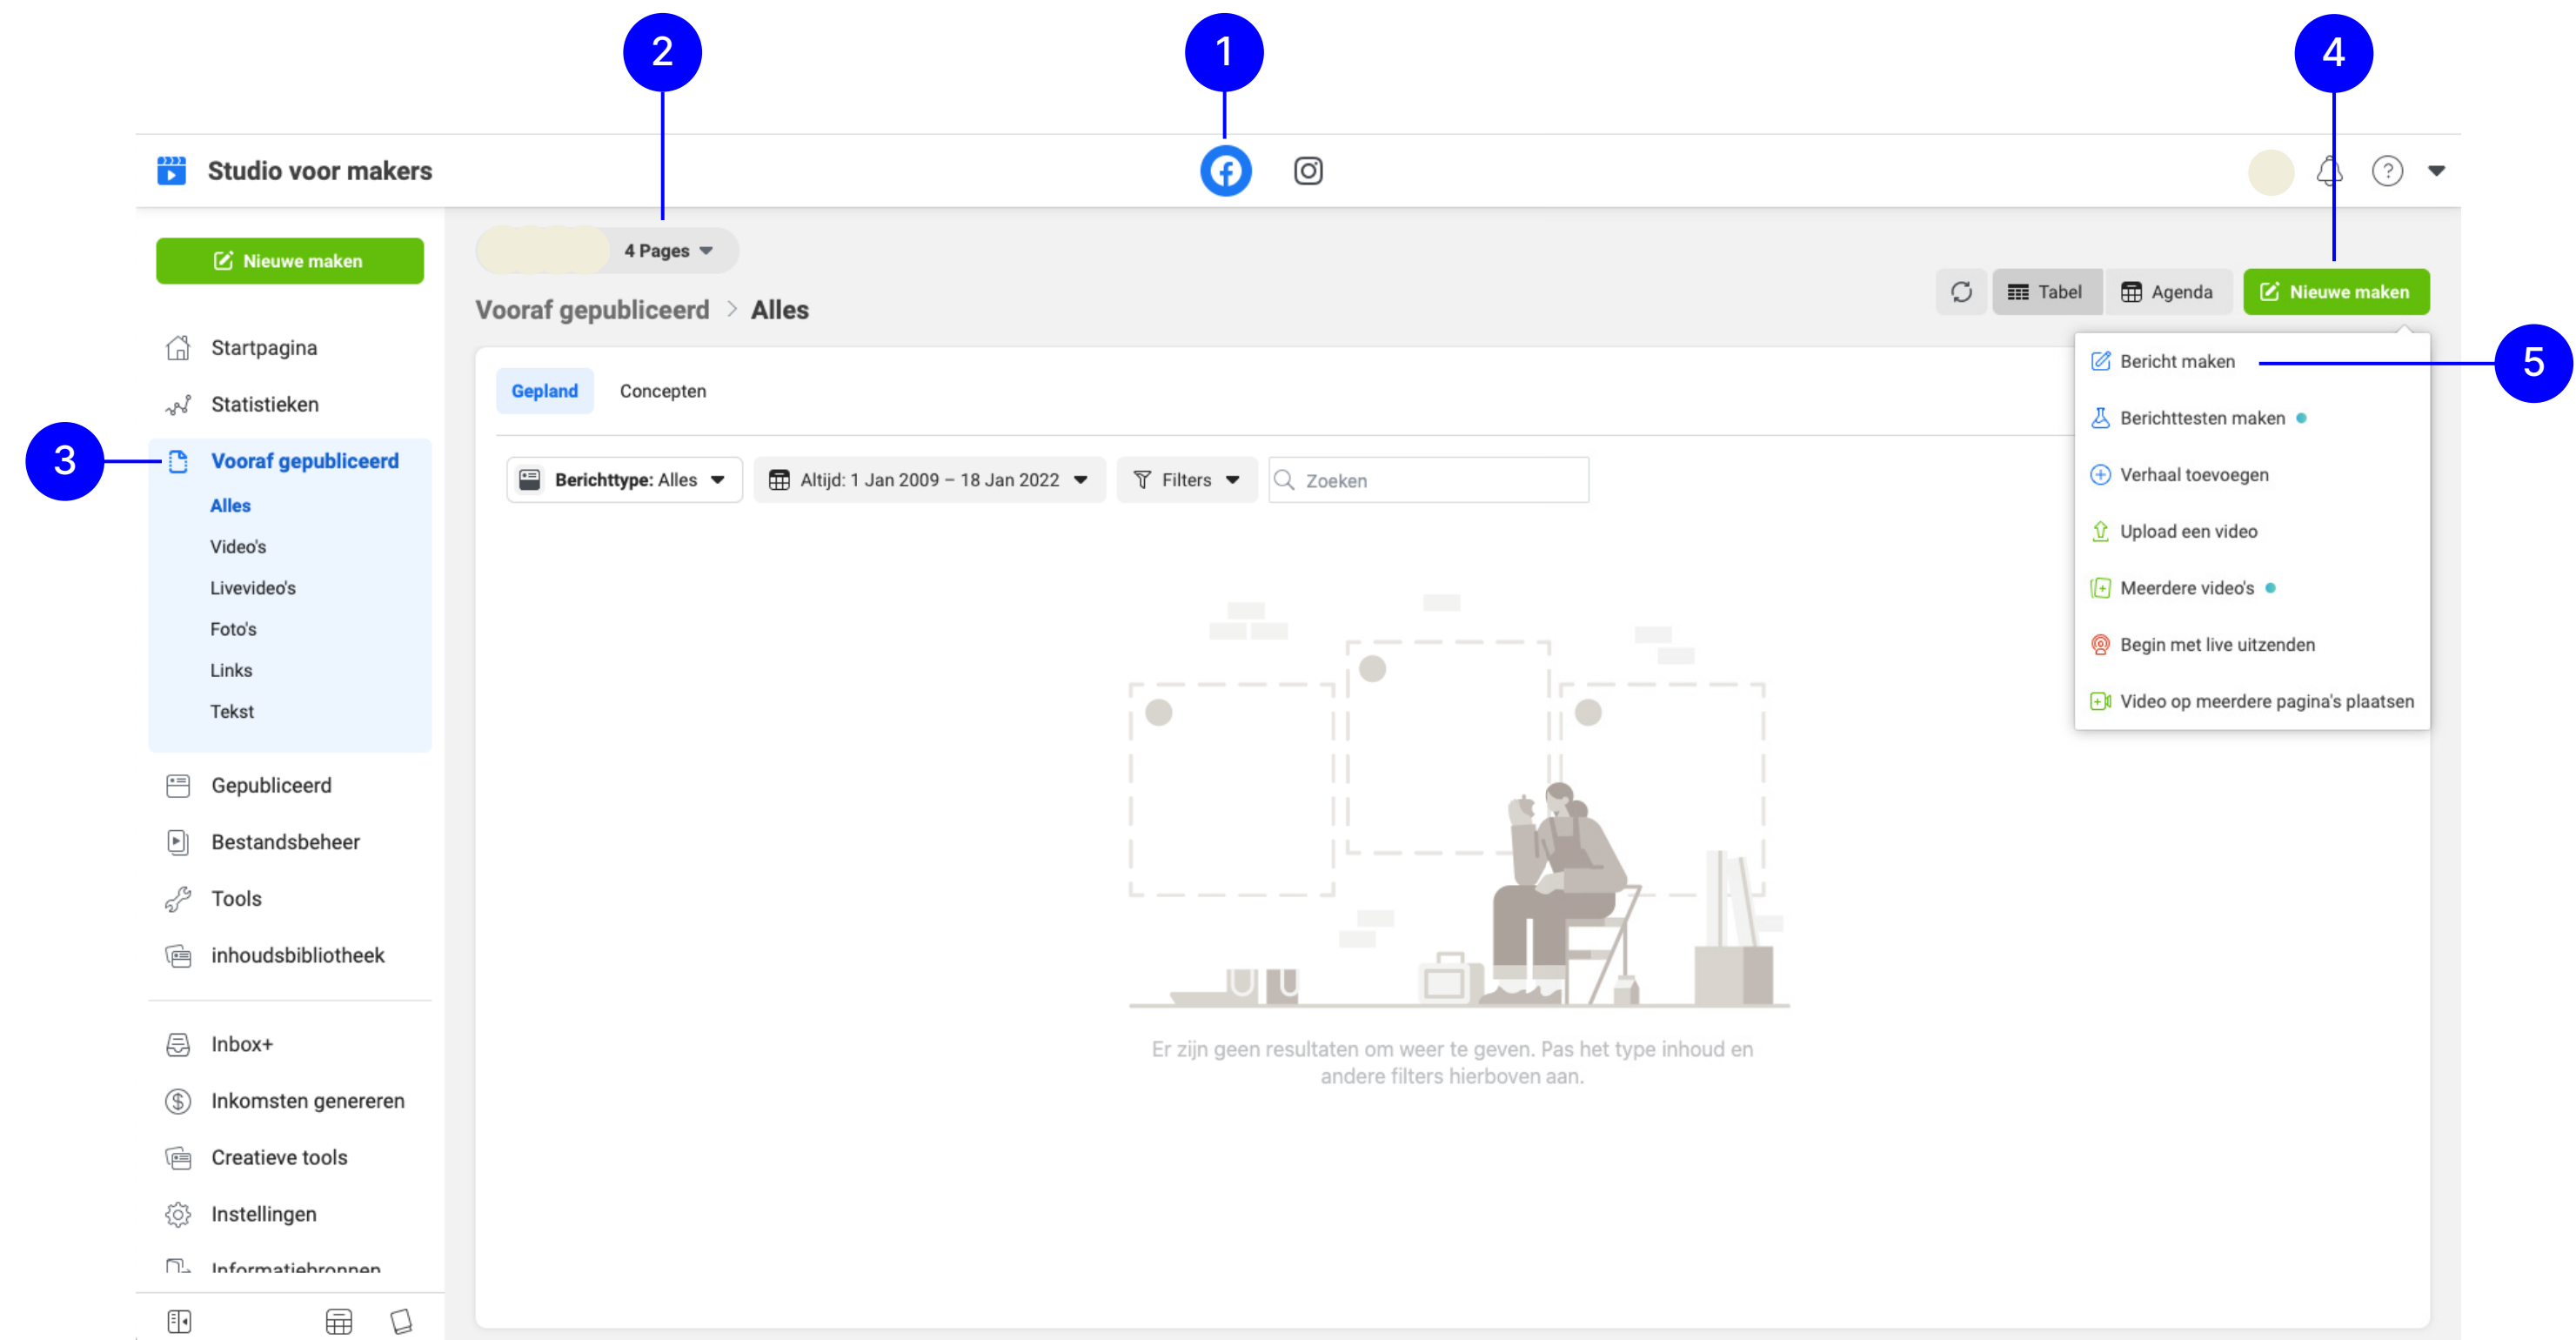 2
1
4
Studio voor makers
?
Nieuwe maken
4 Pages
Vooraf gepubliceerd > Alles
Tabel
Agenda
Nieuwe maken
Startpagina
Statistieken
3
Vooraf gepubliceerd
Alles
Video's
Livevideo's
Foto's
Links
Tekst
Gepubliceerd
Bestandsbeheer
Tools
inhoudsbibliotheek
Inbox+
Inkomsten genereren
Creatieve tools
Instellingen
Informatiebronnen
Gepland
Concepten
Berichttype: Alles
Altijd: 1 Jan 2009 – 18 Jan 2022
Filters
Zoeken
Bericht maken
5
Berichttesten maken
Verhaal toevoegen
Upload een video
Meerdere video's
Begin met live uitzenden
Video op meerdere pagina's plaatsen
Er zijn geen resultaten om weer te geven. Pas het type inhoud en
andere filters hierboven aan.